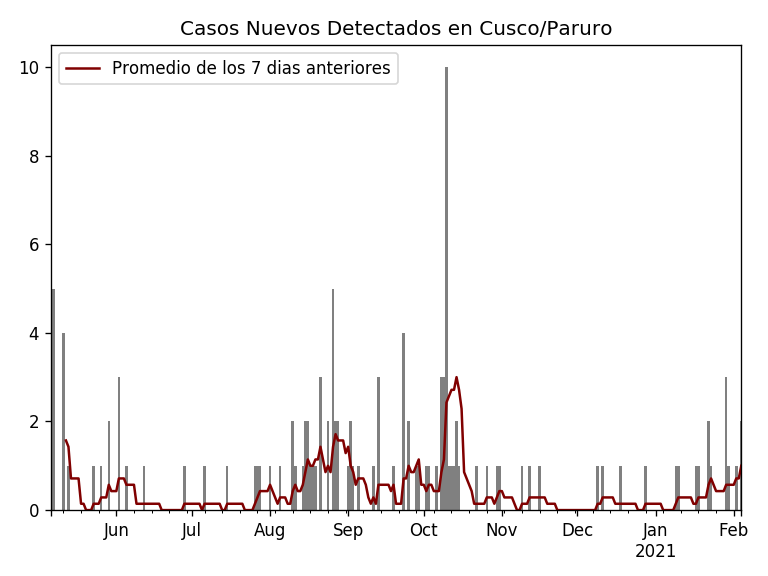 Casos Nuevos Detectados en Cusco/Paruro
Promedio de los 7 dias anteriores
10
8
6
4
2
0
Jun Jul Aug Sep Oct Nov Dec Jan Feb
2021